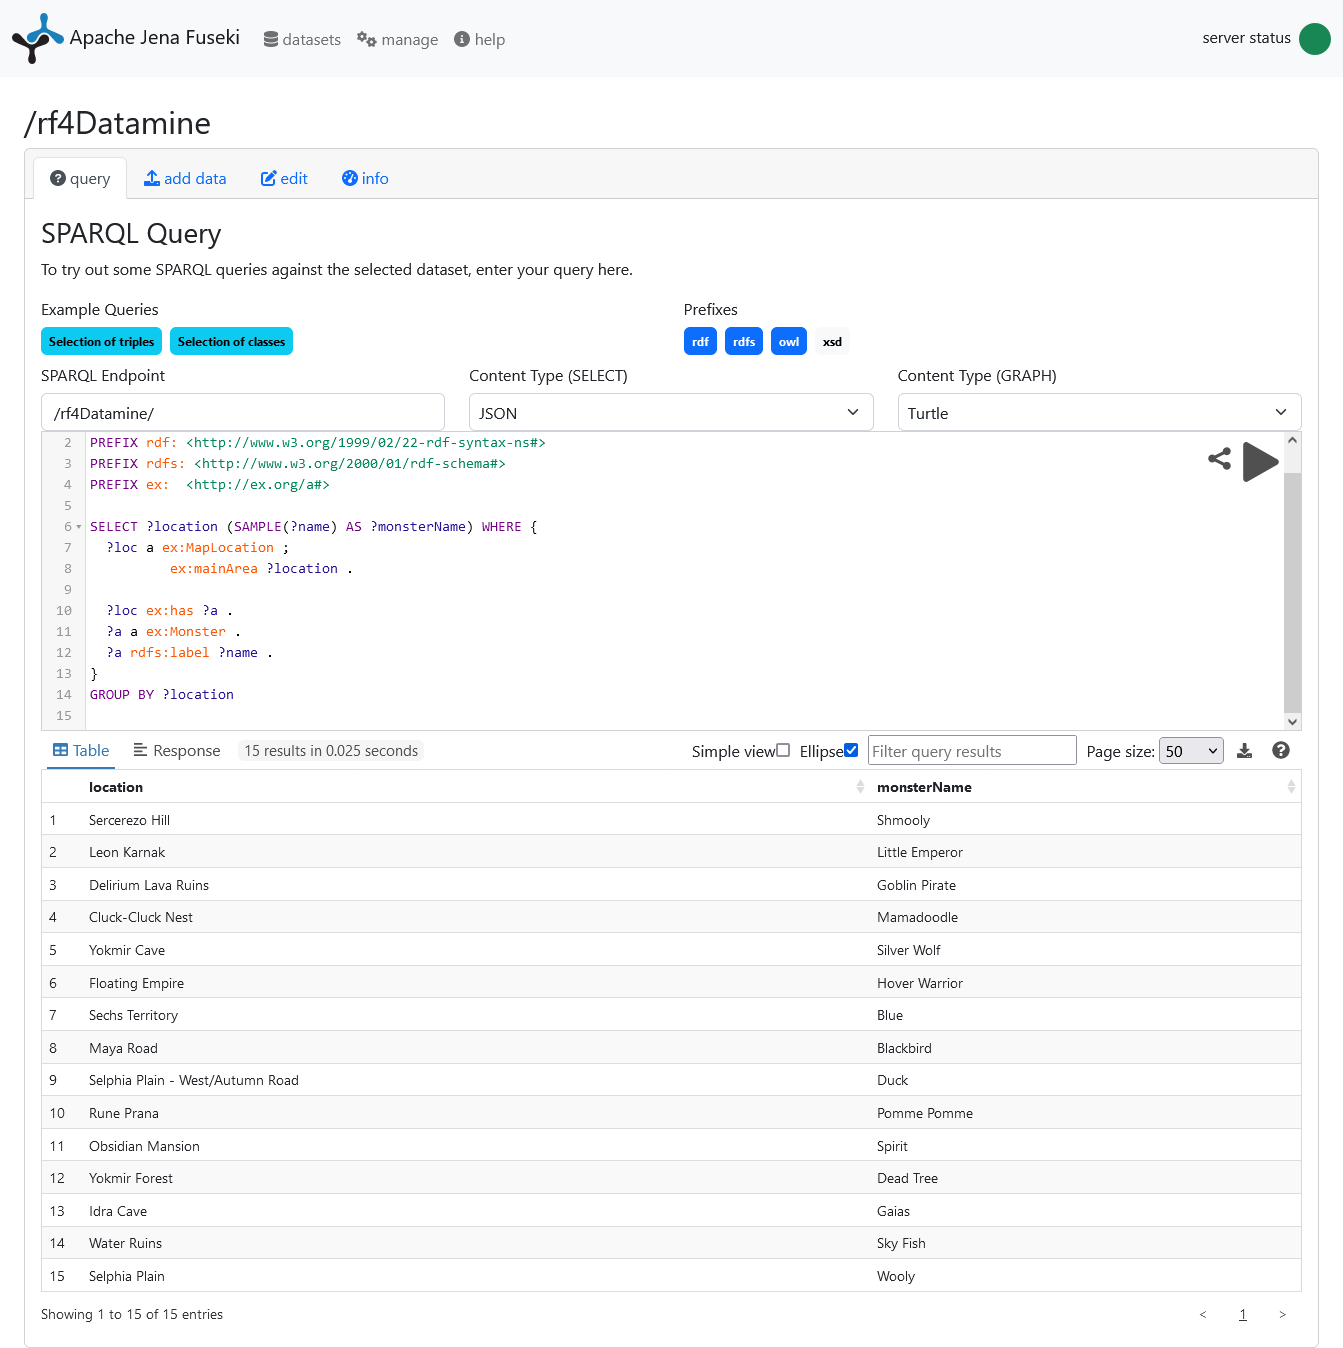 Apache Jena Fuseki datasets manage help server status
/rf4Datamine
query add data edit info
SPARQL Query
To try out some SPARQL queries against the selected dataset, enter your query here.
Example Queries Prefixes
Selection of triples Selection of classes rdf rdfs owl xsd
SPARQL Endpoint Content Type (SELECT) Content Type (GRAPH)
/rf4Datamine/ JSON Turtle
2 PREFIX rdf: <http://www.w3.org/1999/02/22-rdf-syntax-ns#>
3 PREFIX rdfs: <http://www.w3.org/2000/01/rdf-schema#>
4 PREFIX ex: <http://ex.org/a#>
5
6 SELECT ?location (SAMPLE(?name) AS ?monsterName) WHERE {
7 ?loc a ex:MapLocation ;
8 ex:mainArea ?location .
9
10 ?loc ex:has ?a .
11 ?a a ex:Monster .
12 ?a rdfs:label ?name .
13 }
14 GROUP BY ?location
15
Table Response 15 results in 0.025 seconds Simple view Ellipse Filter query results Page size: 50
location monsterName
1 Sercerezo Hill Shmooly
2 Leon Karnak Little Emperor
3 Delirium Lava Ruins Goblin Pirate
4 Cluck-Cluck Nest Mamadoodle
5 Yokmir Cave Silver Wolf
6 Floating Empire Hover Warrior
7 Sechs Territory Blue
8 Maya Road Blackbird
9 Selphia Plain - West/Autumn Road Duck
10 Rune Prana Pomme Pomme
11 Obsidian Mansion Spirit
12 Yokmir Forest Dead Tree
13 Idra Cave Gaias
14 Water Ruins Sky Fish
15 Selphia Plain Wooly
Showing 1 to 15 of 15 entries < 1 >